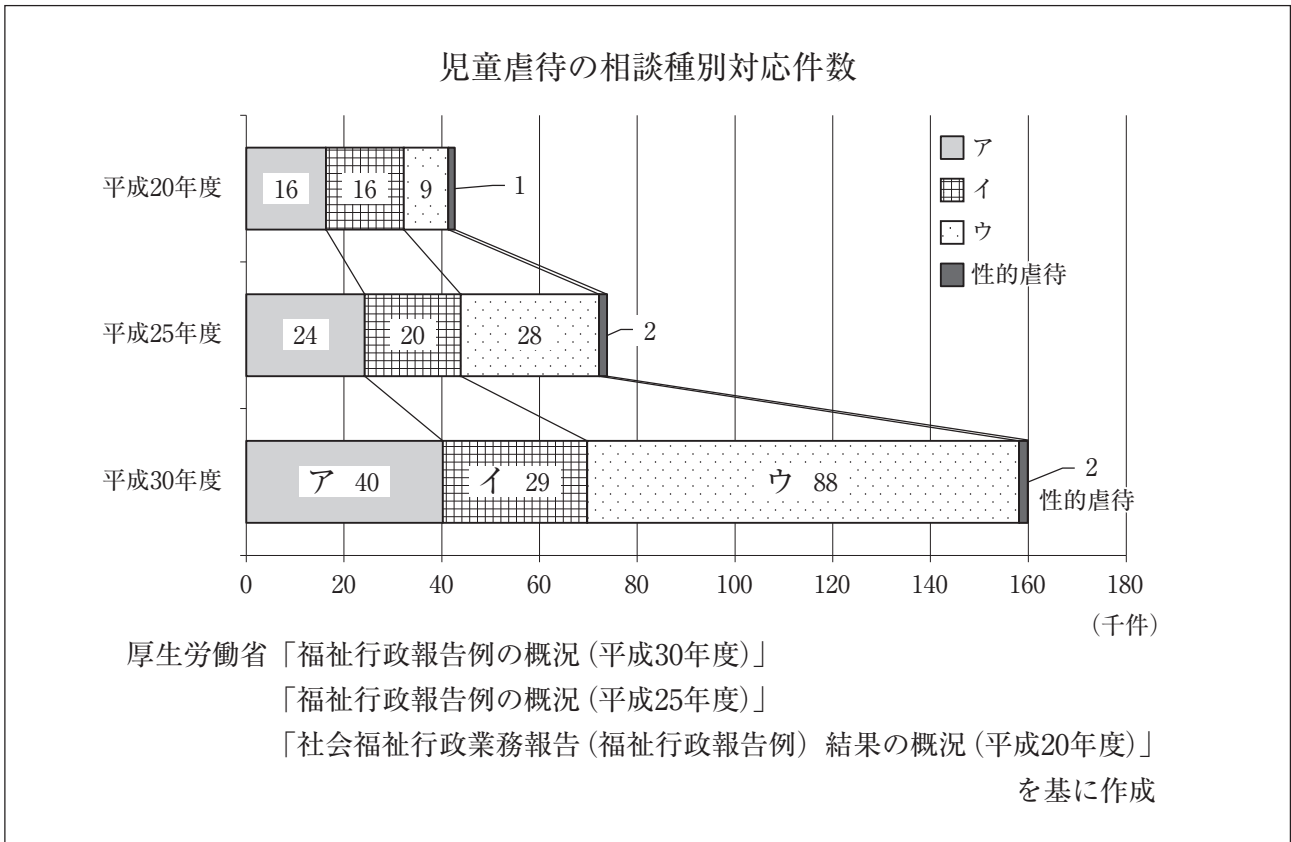 児童虐待の相談種別対応件数
ア
イ
ウ
性的虐待
平成20年度
16
16
9
1
平成25年度
24
20
28
2
平成30年度
ア 40
イ 29
ウ 88
2
性的虐待
0 20 40 60 80 100 120 140 160 180
(千件)
厚生労働省「福祉行政報告例の概況(平成30年度)」
「福祉行政報告例の概況(平成25年度)」
「社会福祉行政業務報告(福祉行政報告例) 結果の概況(平成20年度)」
を基に作成